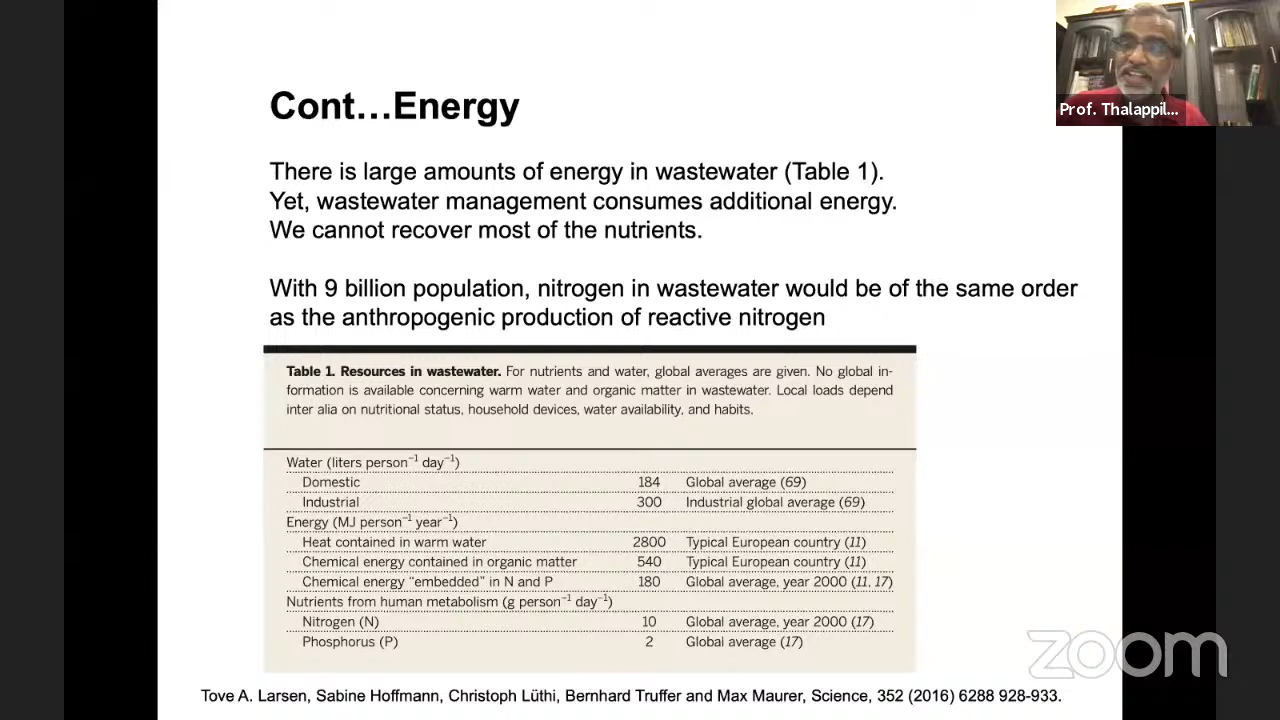 Cont…Energy
Prof. Thalappil...
There is large amounts of energy in wastewater (Table 1).
Yet, wastewater management consumes additional energy.
We cannot recover most of the nutrients.
With 9 billion population, nitrogen in wastewater would be of the same order
as the anthropogenic production of reactive nitrogen
Table 1. Resources in wastewater. For nutrients and water, global averages are given. No global in-
formation is available concerning warm water and organic matter in wastewater. Local loads depend
inter alia on nutritional status, household devices, water availability, and habits.
Water (liters person⁻¹ day⁻¹)
Domestic 184 Global average (69)
Industrial 300 Industrial global average (69)
Energy (MJ person⁻¹ year⁻¹)
Heat contained in warm water 2800 Typical European country (11)
Chemical energy contained in organic matter 540 Typical European country (11)
Chemical energy “embedded” in N and P 180 Global average, year 2000 (11, 17)
Nutrients from human metabolism (g person⁻¹ day⁻¹)
Nitrogen (N) 10 Global average, year 2000 (17)
Phosphorus (P) 2 Global average (17)
zoom
Tove A. Larsen, Sabine Hoffmann, Christoph Lüthi, Bernhard Truffer and Max Maurer, Science, 352 (2016) 6288 928-933.